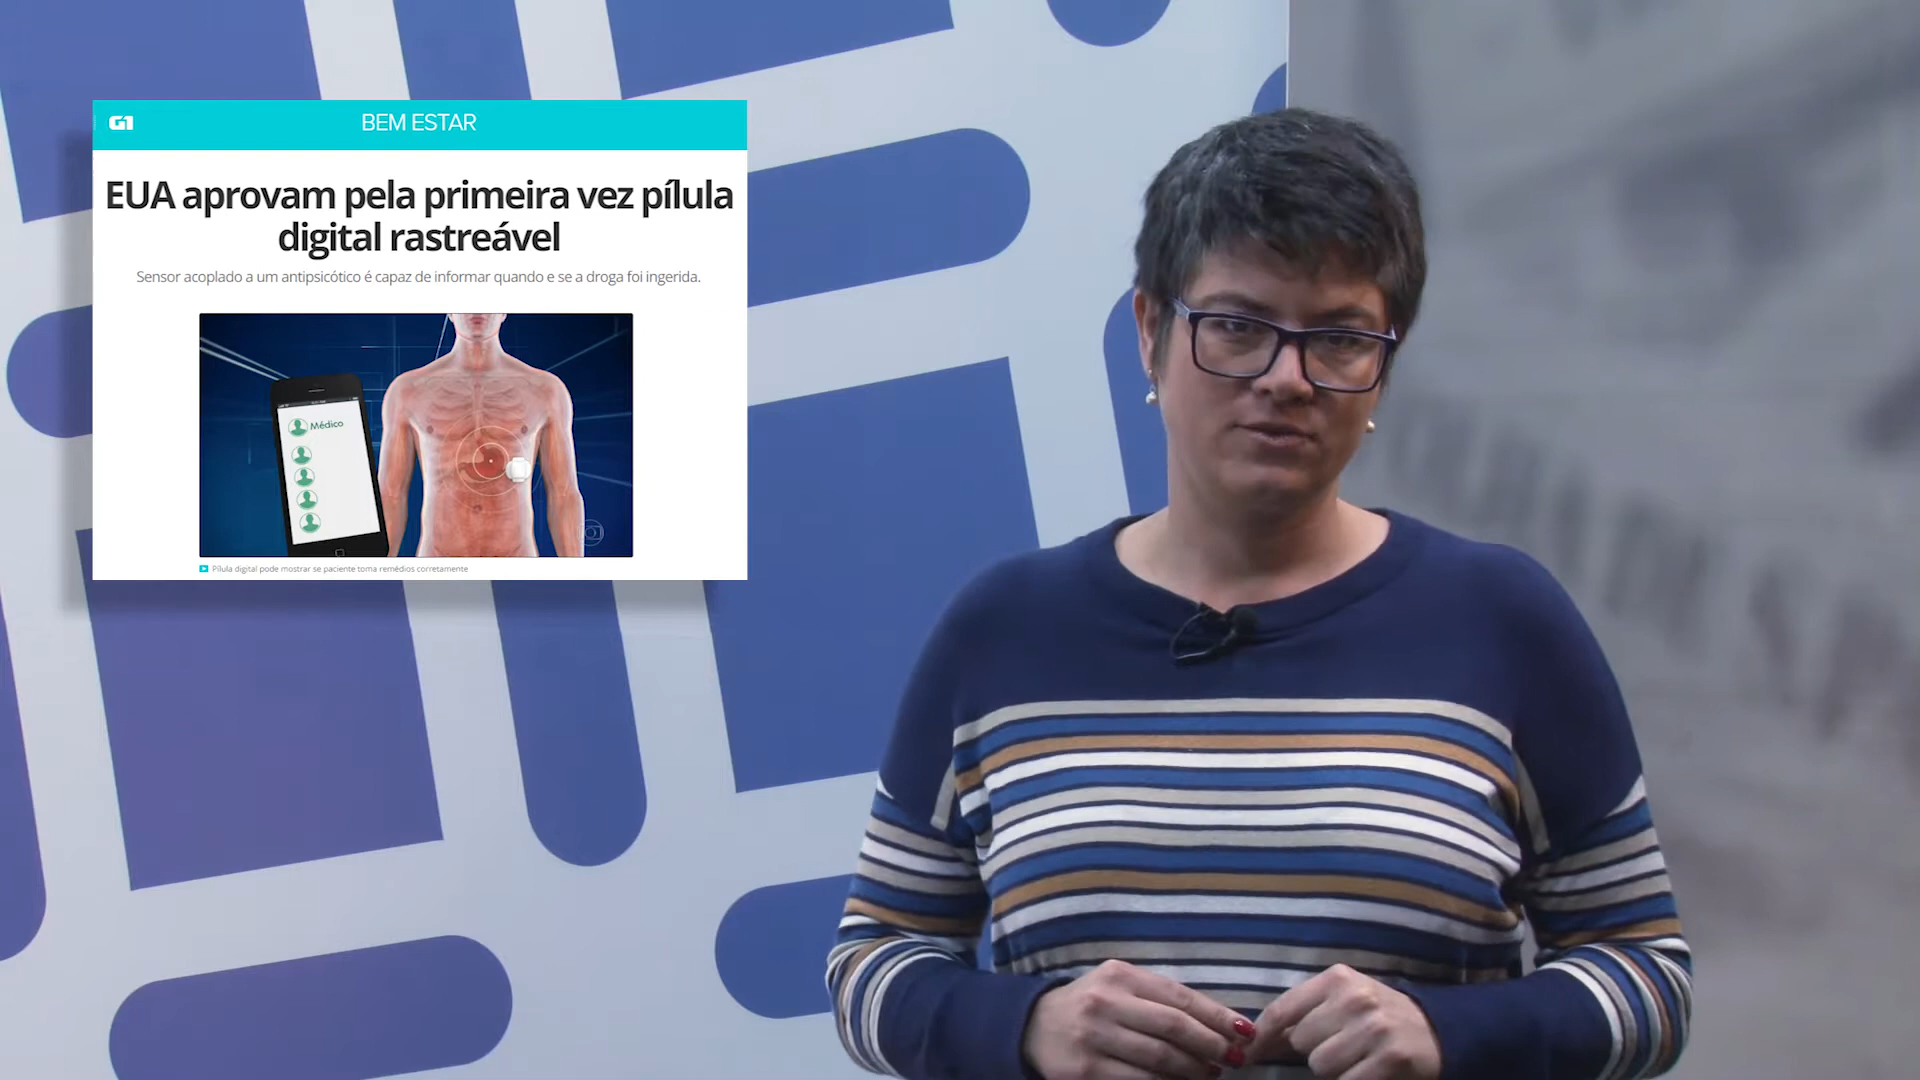 G1
BEM ESTAR
EUA aprovam pela primeira vez pílula
digital rastreável
Sensor acoplado a um antipsicótico é capaz de informar quando e se a droga foi ingerida.
Médico
Pílula digital pode mostrar se paciente toma remédios corretamente